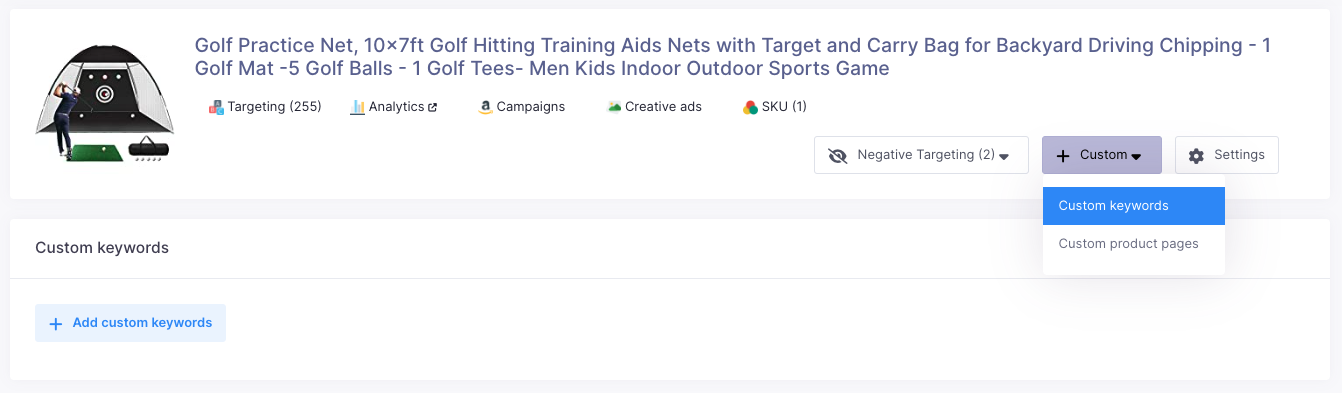 Golf Practice Net, 10×7ft Golf Hitting Training Aids Nets with Target and Carry Bag for Backyard Driving Chipping - 1
Golf Mat -5 Golf Balls - 1 Golf Tees- Men Kids Indoor Outdoor Sports Game
Targeting (255) Analytics Campaigns Creative ads SKU (1)
Negative Targeting (2) Custom Settings
Custom keywords
Custom product pages
Custom keywords
Add custom keywords